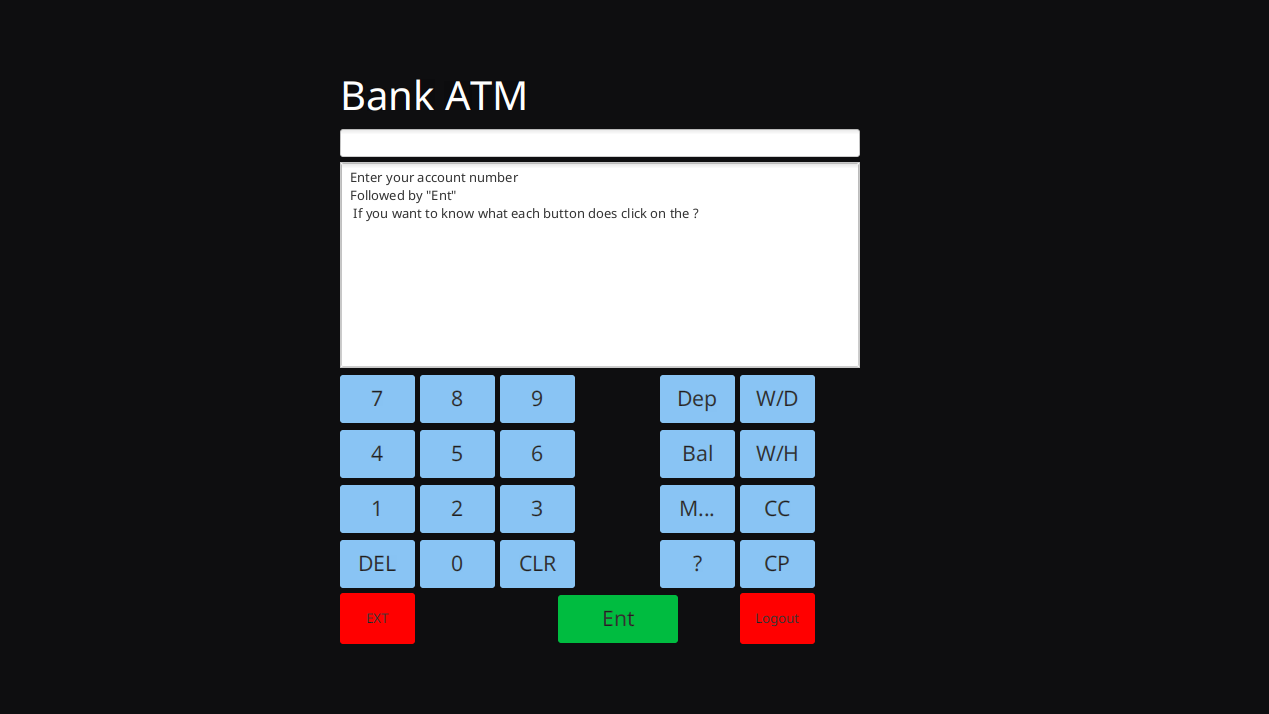 Bank ATM
Enter your account number
Followed by "Ent"
If you want to know what each button does click on the ?
7 8 9 Dep W/D
4 5 6 Bal W/H
1 2 3 M... CC
DEL 0 CLR ? CP
EXT Ent Logout